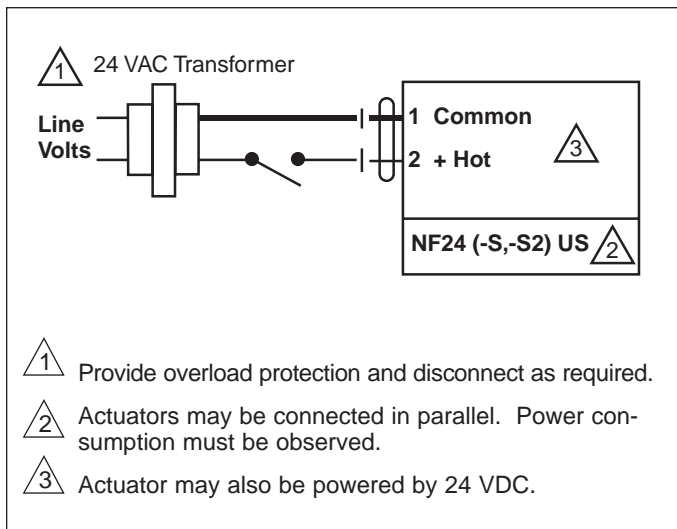 1 24 VAC Transformer
Line
Volts
1 Common
2 + Hot
3
NF24 (-S,-S2) US 2
1 Provide overload protection and disconnect as required.
2 Actuators may be connected in parallel. Power con-
sumption must be observed.
3 Actuator may also be powered by 24 VDC.